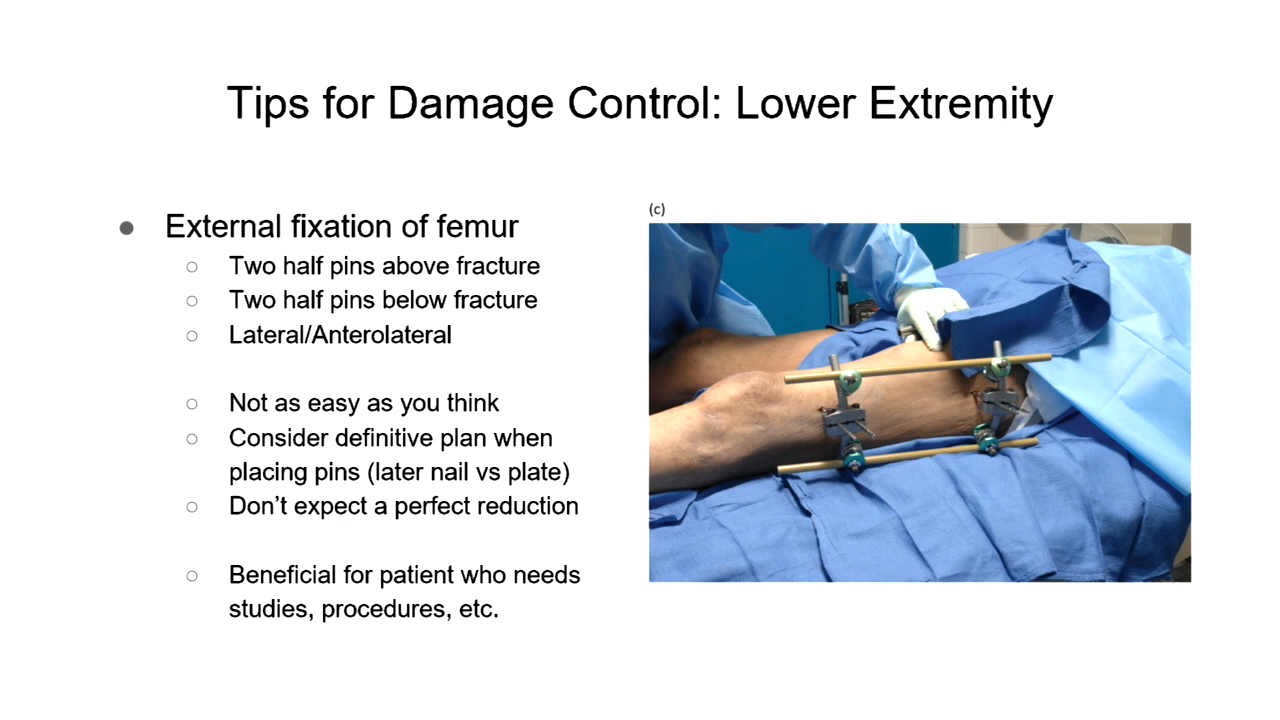 Tips for Damage Control: Lower Extremity
● External fixation of femur
○ Two half pins above fracture
○ Two half pins below fracture
○ Lateral/Anterolateral
○ Not as easy as you think
○ Consider definitive plan when
placing pins (later nail vs plate)
○ Don’t expect a perfect reduction
○ Beneficial for patient who needs
studies, procedures, etc.
(c)